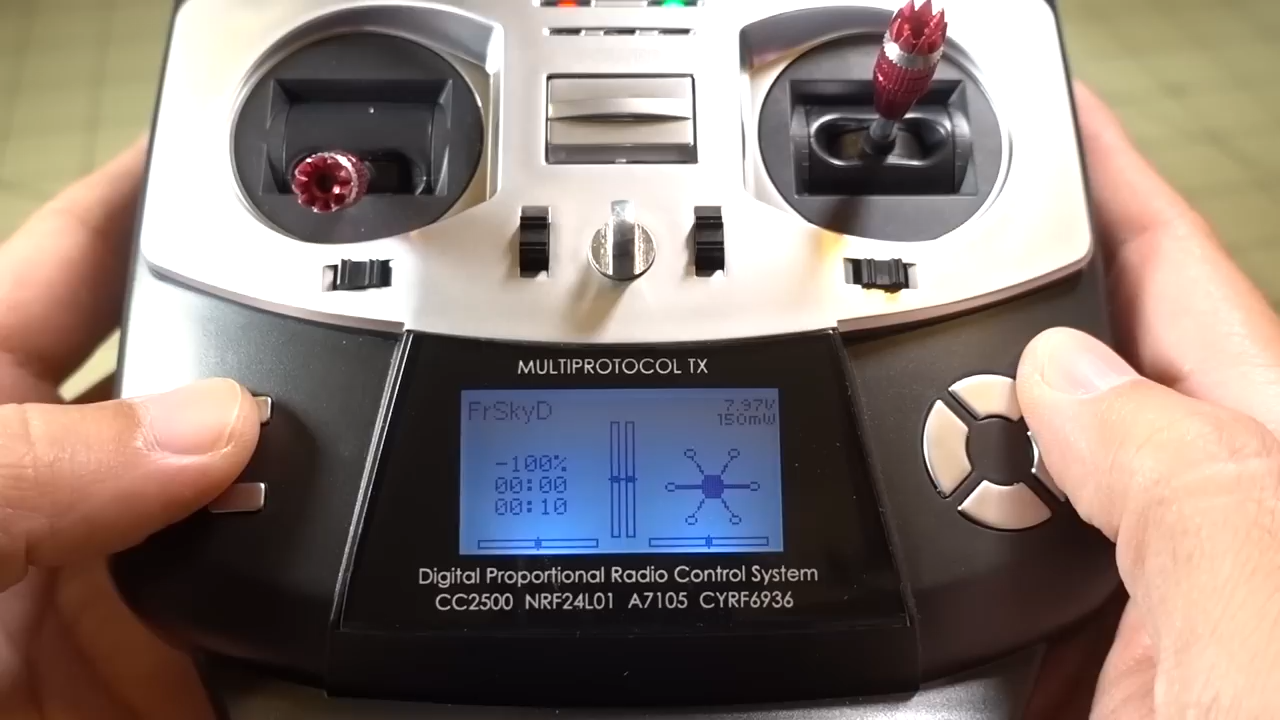 MULTIPROTOCOL TX
FrSkyD
7.97V
150mW
-100%
00:00
00:10
Digital Proportional Radio Control System
CC2500 NRF24L01 A7105 CYRF6936